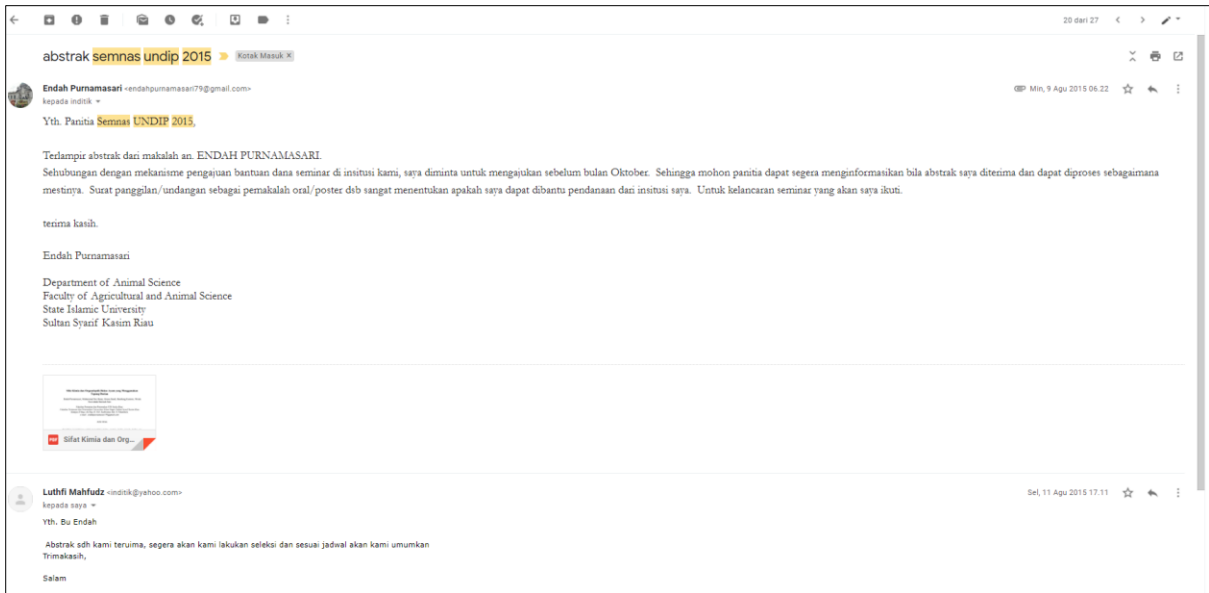 20 dari 27
abstrak semnas undip 2015
Kotak Masuk ×
Endah Purnamasari <endahpurnamasari79@gmail.com>
Min, 9 Agu 2015 06.22
kepada inditik
Yth. Panitia Semnas UNDIP 2015,
Terlampir abstrak dari makalah an. ENDAH PURNAMASARI.
Sehubungan dengan mekanisme pengajuan bantuan dana seminar di insitusi kami, saya diminta untuk mengajukan sebelum bulan Oktober. Sehingga mohon panitia dapat segera menginformasikan bila abstrak saya diterima dan dapat diproses sebagaimana
mestinya. Surat panggilan/undangan sebagai pemakalah oral/poster dsb sangat menentukan apakah saya dapat dibantu pendanaan dari insitusi saya. Untuk kelancaran seminar yang akan saya ikuti.
terima kasih.
Endah Purnamasari
Department of Animal Science
Faculty of Agricultural and Animal Science
State Islamic University
Sultan Syarif Kasim Riau
PDF Sifat Kimia dan Org...
Luthfi Mahfudz <inditik@yahoo.com>
Sel, 11 Agu 2015 17.11
kepada saya
Yth. Bu Endah
Abstrak sdh kami teruima, segera akan kami lakukan seleksi dan sesuai jadwal akan kami umumkan
Trimakasih,
Salam